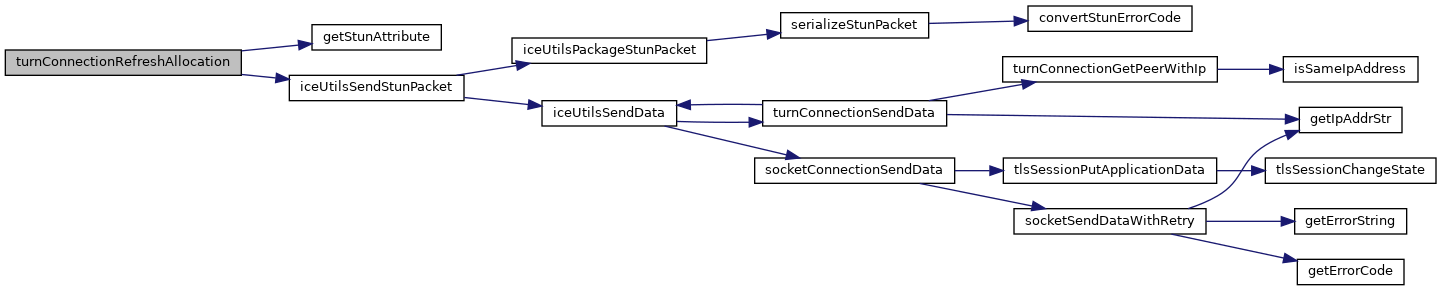 turnConnectionRefreshAllocation
getStunAttribute
iceUtilsSendStunPacket
iceUtilsPackageStunPacket
serializeStunPacket
convertStunErrorCode
iceUtilsSendData
turnConnectionSendData
turnConnectionGetPeerWithIp
isSameIpAddress
getIpAddrStr
socketConnectionSendData
tlsSessionPutApplicationData
tlsSessionChangeState
socketSendDataWithRetry
getErrorString
getErrorCode